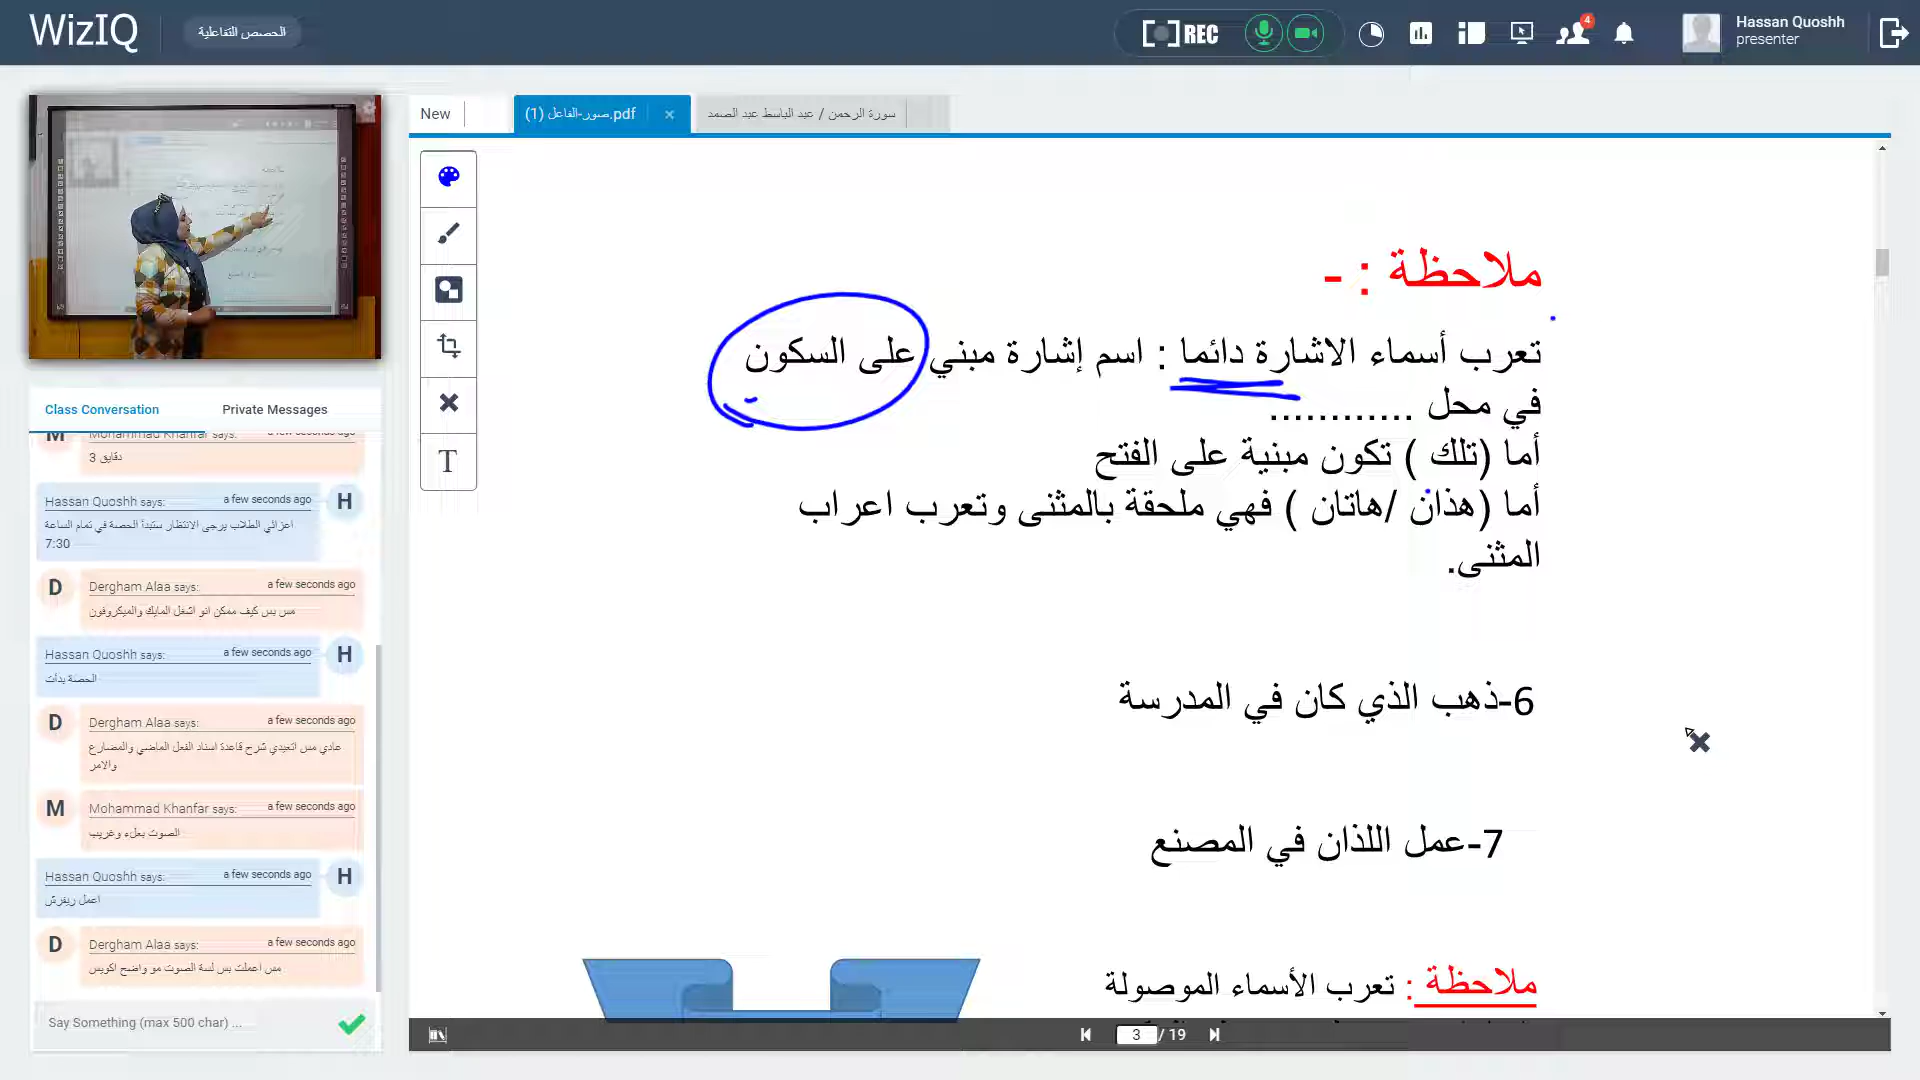 WizIQ
الحصص التفاعلية
REC
4
Hassan Quoshh
presenter
New
صور-الفاعل (1).pdf
سورة الرحمن / عبد الباسط عبد الصمد
Class Conversation
Private Messages
Mohammad Khanfar says:
a few seconds ago
M
3 دقايق
Hassan Quoshh says:
a few seconds ago
H
اعزائي الطلاب يرجى الانتظار ستبدأ الحصة في تمام الساعة
7:30
D
Dergham Alaa says:
a few seconds ago
مس بس كيف ممكن انو اشغل المايك والميكروفون
Hassan Quoshh says:
a few seconds ago
H
الحصة بدأت
D
Dergham Alaa says:
a few seconds ago
عادي مس اتعيدي شرح قاعدة اسناد الفعل الماضي والمضارع
والامر
M
Mohammad Khanfar says:
a few seconds ago
الصوت بعلء وغريب
Hassan Quoshh says:
a few seconds ago
H
اعمل ريفرش
D
Dergham Alaa says:
a few seconds ago
مس اعملت بس لسة الصوت مو واضح اكويس
Say Something (max 500 char) ...
T
ملاحظة : -
تعرب أسماء الاشارة دائما : اسم إشارة مبني على السكون
في محل ............
أما (تلك ) تكون مبنية على الفتح
أما (هذان /هاتان ) فهي ملحقة بالمثنى وتعرب اعراب
المثنى.
6-ذهب الذي كان في المدرسة
7-عمل اللذان في المصنع
ملاحظة : تعرب الأسماء الموصولة
3 / 19